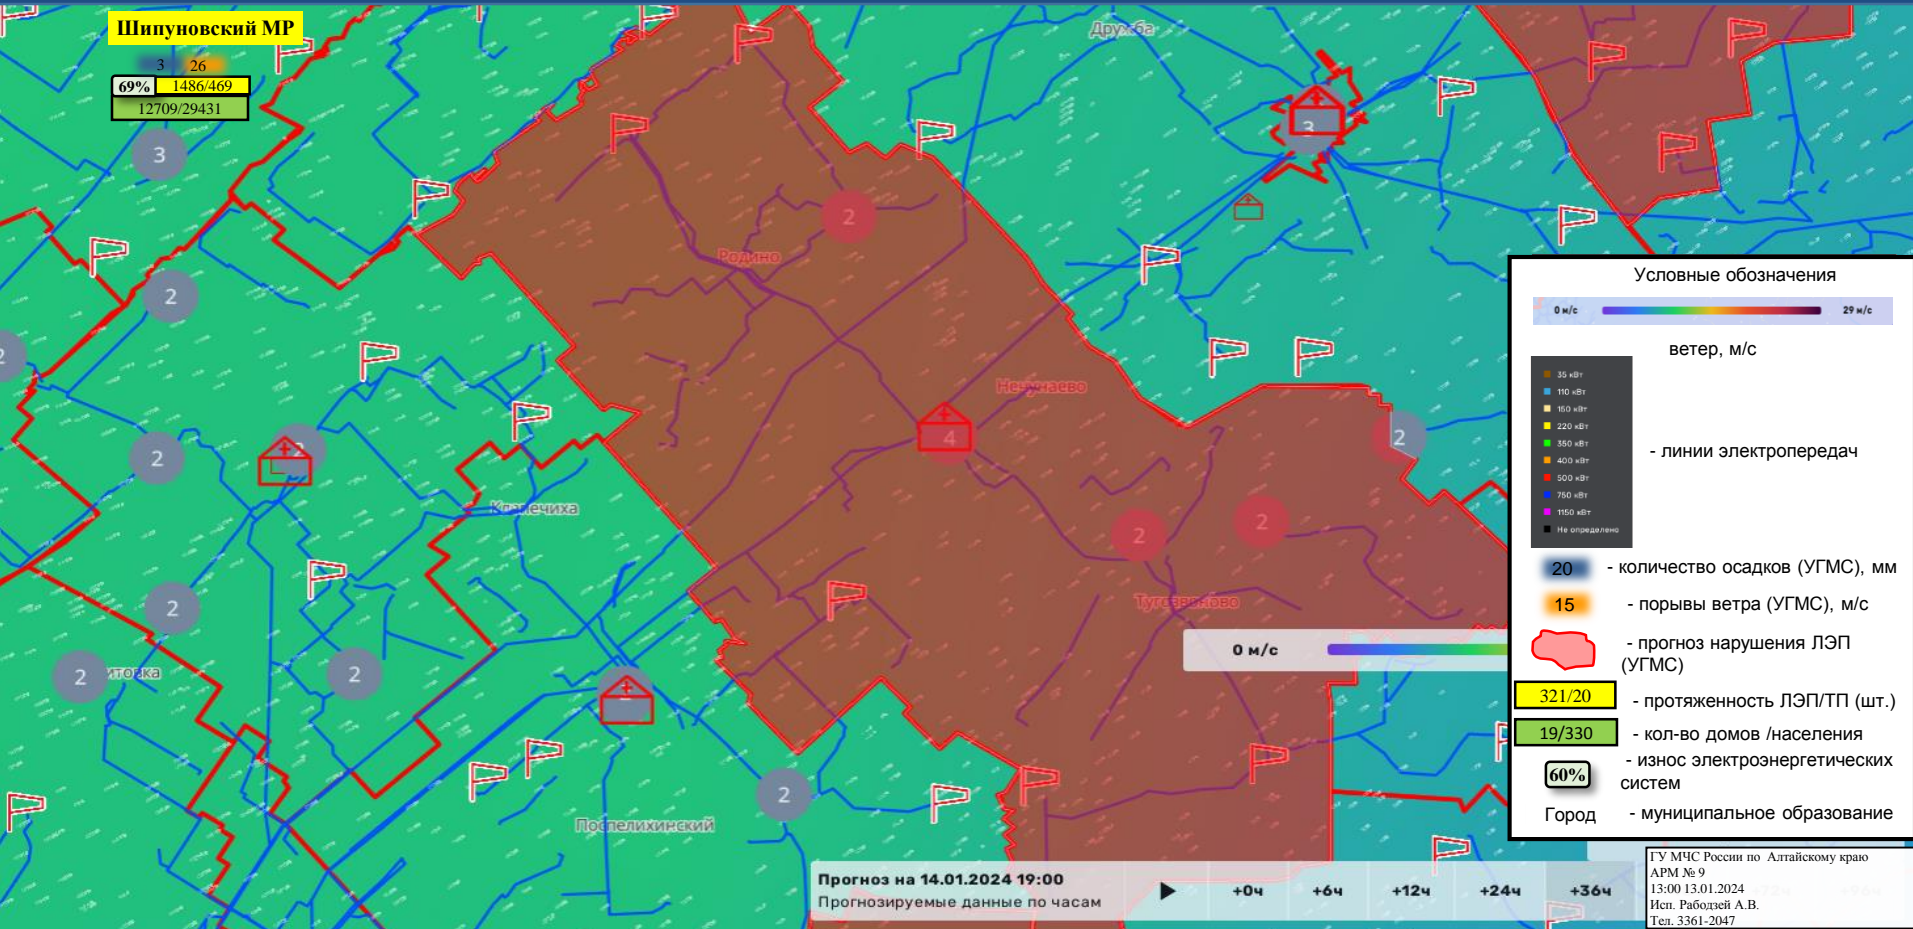 Шипуновский МР
3 26
69% 1486/469
12709/29431
Дружба
3
3
2
2
Родино
2
2
Нечунаево
4
2
2
2
2
Клепечиха
2
2
2
Тугозвоново
2
2
Поспелихинский
0 м/с
Условные обозначения
0 м/с 29 м/с
ветер, м/с
35 кВт
110 кВт
150 кВт
220 кВт
350 кВт
400 кВт
500 кВт
750 кВт
1150 кВт
Не определено
- линии электропередач
20 - количество осадков (УГМС), мм
15 - порывы ветра (УГМС), м/с
- прогноз нарушения ЛЭП
(УГМС)
321/20 - протяженность ЛЭП/ТП (шт.)
19/330 - кол-во домов /населения
60% - износ электроэнергетических
систем
Город - муниципальное образование
Прогноз на 14.01.2024 19:00
Прогнозируемые данные по часам
+0ч +6ч +12ч +24ч +36ч
ГУ МЧС России по Алтайскому краю
АРМ № 9
13:00 13.01.2024
Исп. Рабодзей А.В.
Тел. 3361-2047